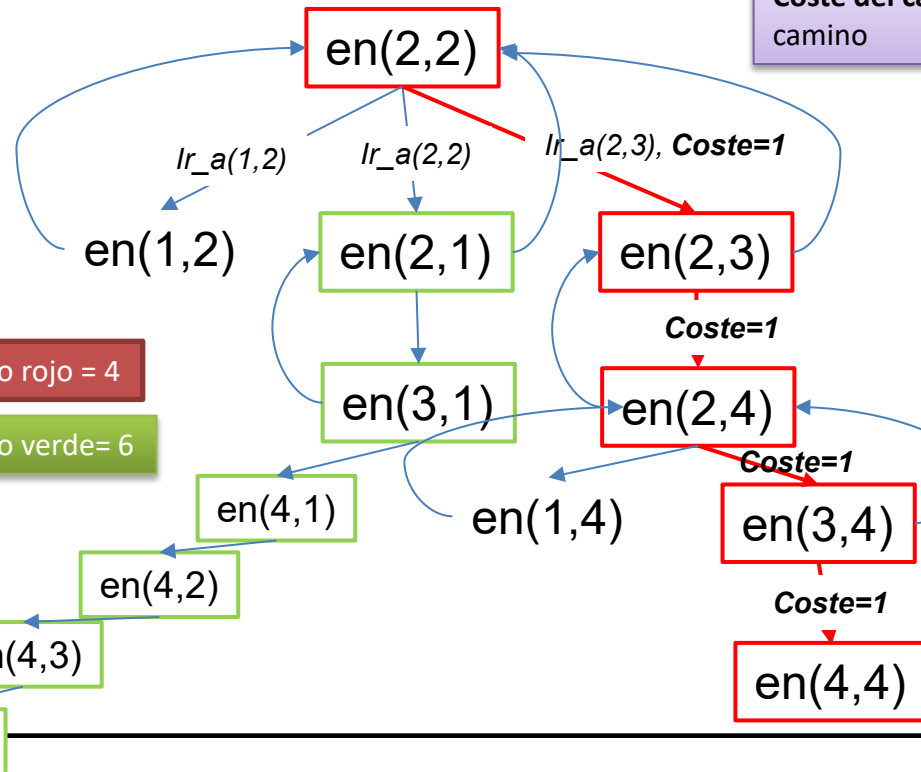 camino
en(2,2)
Ir_a(1,2)
Ir_a(2,2)
Ir_a(2,3), Coste=1
en(1,2)
en(2,1)
en(2,3)
Coste=1
o rojo = 4
en(3,1)
en(2,4)
o verde= 6
Coste=1
en(4,1)
en(1,4)
en(3,4)
en(4,2)
Coste=1
(4,3)
en(4,4)